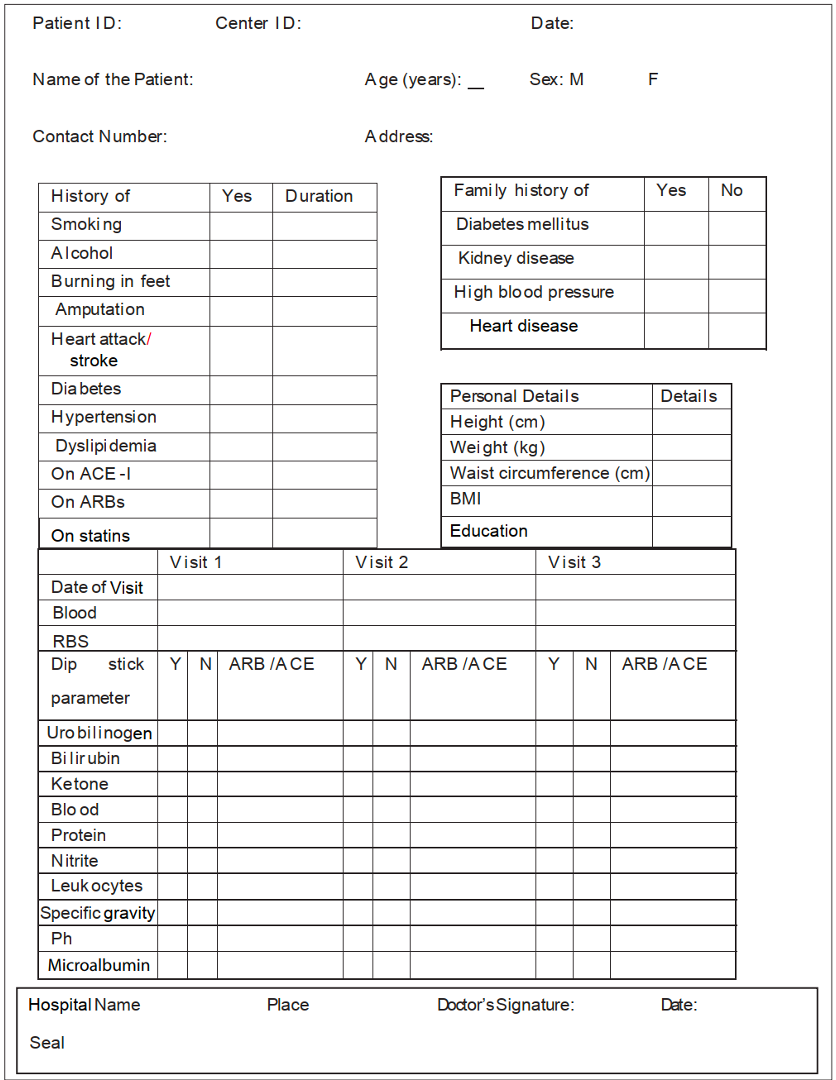 Patient ID: Center ID: Date:
Name of the Patient: Age (years): __ Sex: M F
Contact Number: Address:
History of Yes Duration
Smoking
Alcohol
Burning in feet
Amputation
Heart attack/
stroke
Diabetes
Hypertension
Dyslipidemia
On ACE -I
On ARBs
On statins
Family history of Yes No
Diabetes mellitus
Kidney disease
High blood pressure
Heart disease
Personal Details Details
Height (cm)
Weight (kg)
Waist circumference (cm)
BMI
Education
Visit 1 Visit 2 Visit 3
Date of Visit
Blood
RBS
Dip stick Y N ARB /ACE Y N ARB /ACE Y N ARB /ACE
parameter
Urobilinogen
Bilirubin
Ketone
Blood
Protein
Nitrite
Leukocytes
Specific gravity
Ph
Microalbumin
Hospital Name Place Doctor's Signature: Date:
Seal